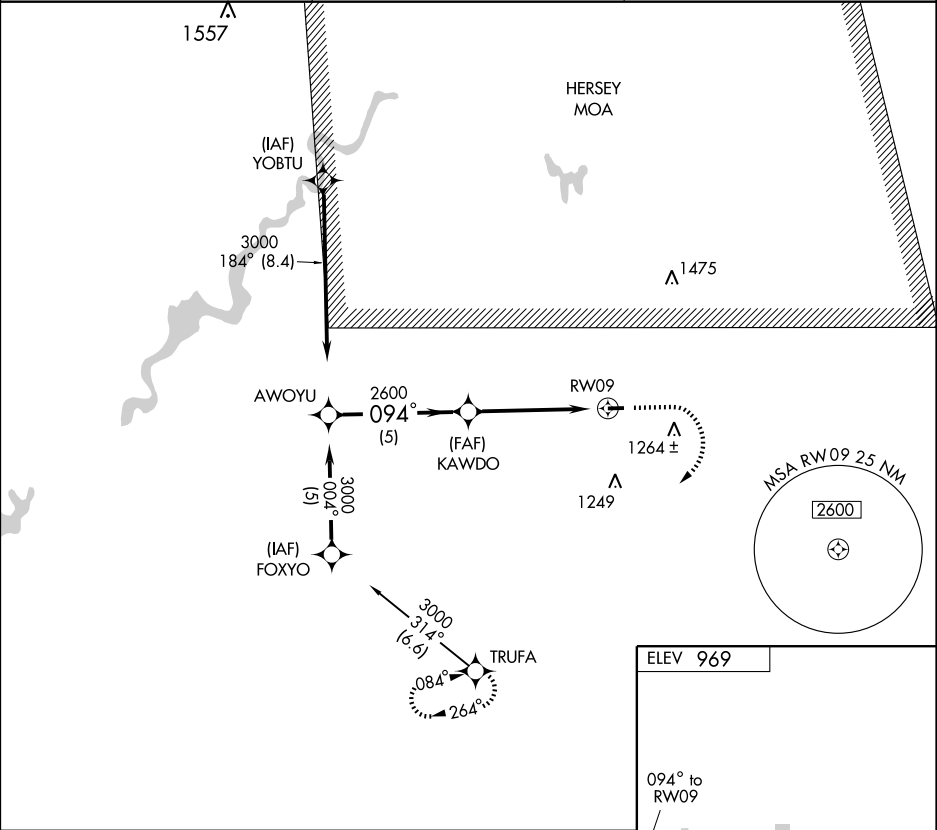 1557
HERSEY
MOA
(IAF)
YOBTU
3000
184° (8.4)
1475
AWOYU
2600
094°
(5)
(FAF)
KAWDO
RW09
1264 ±
1249
MSA RW 09 25 NM
2600
3000
004°
(5)
(IAF)
FOXYO
3000
314°
(6.6)
TRUFA
084°
264°
ELEV 969
094° to
RW09